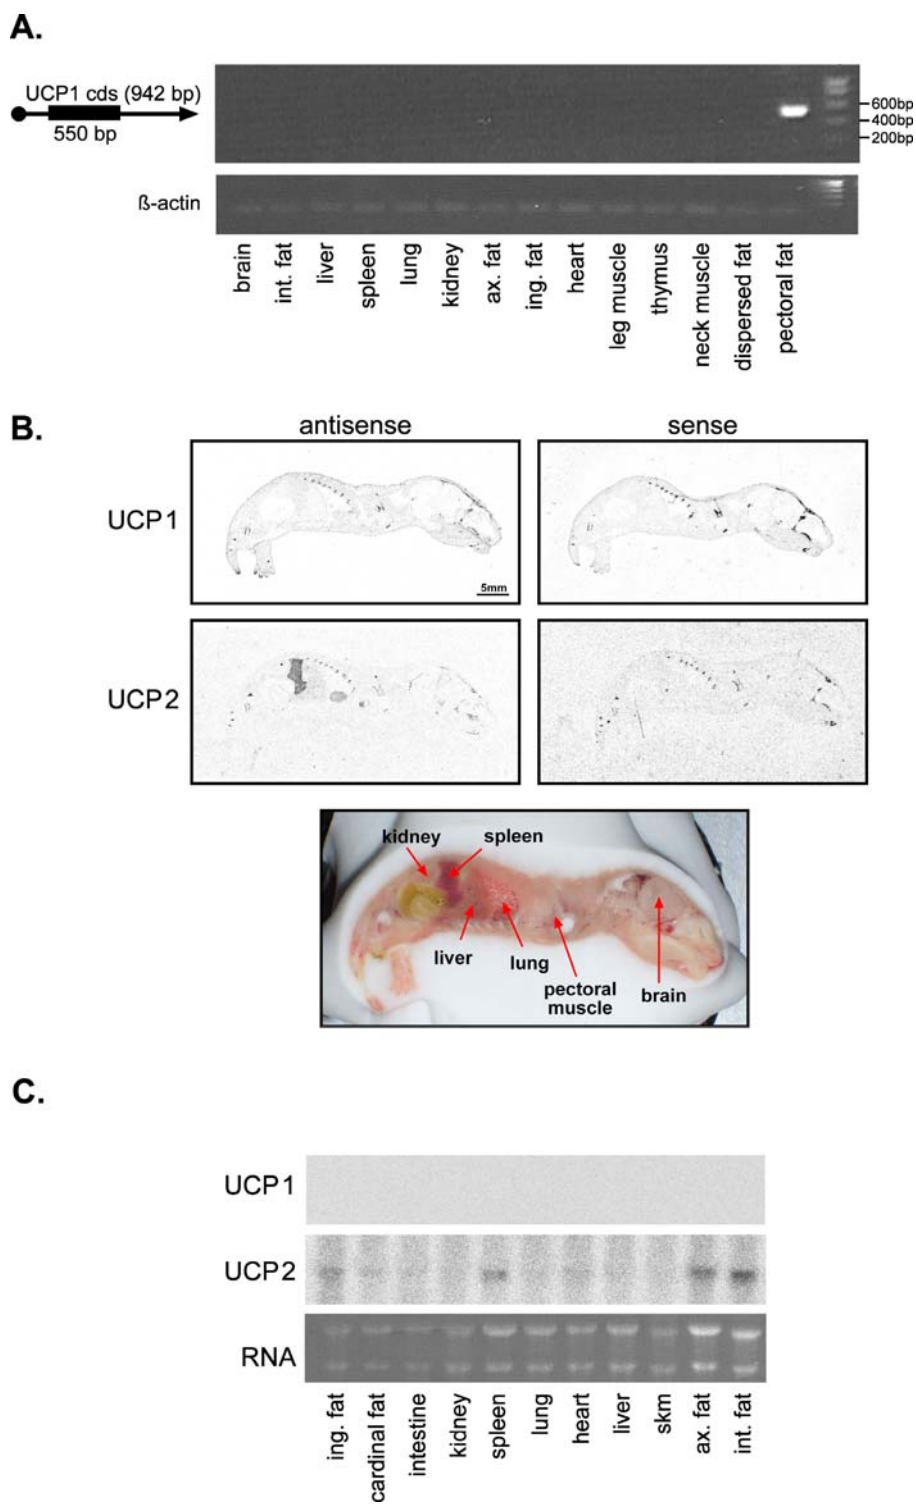 A.
UCP1 cds (942 bp)
550 bp
600bp
400bp
200bp
ß-actin
brain
int. fat
liver
spleen
lung
kidney
ax. fat
ing. fat
heart
leg muscle
thymus
neck muscle
dispersed fat
pectoral fat
B.
antisense
sense
UCP1
5mm
UCP2
kidney
spleen
liver
lung
pectoral
muscle
brain
C.
UCP1
UCP2
RNA
ing. fat
cardinal fat
intestine
kidney
spleen
lung
heart
liver
skm
ax. fat
int. fat